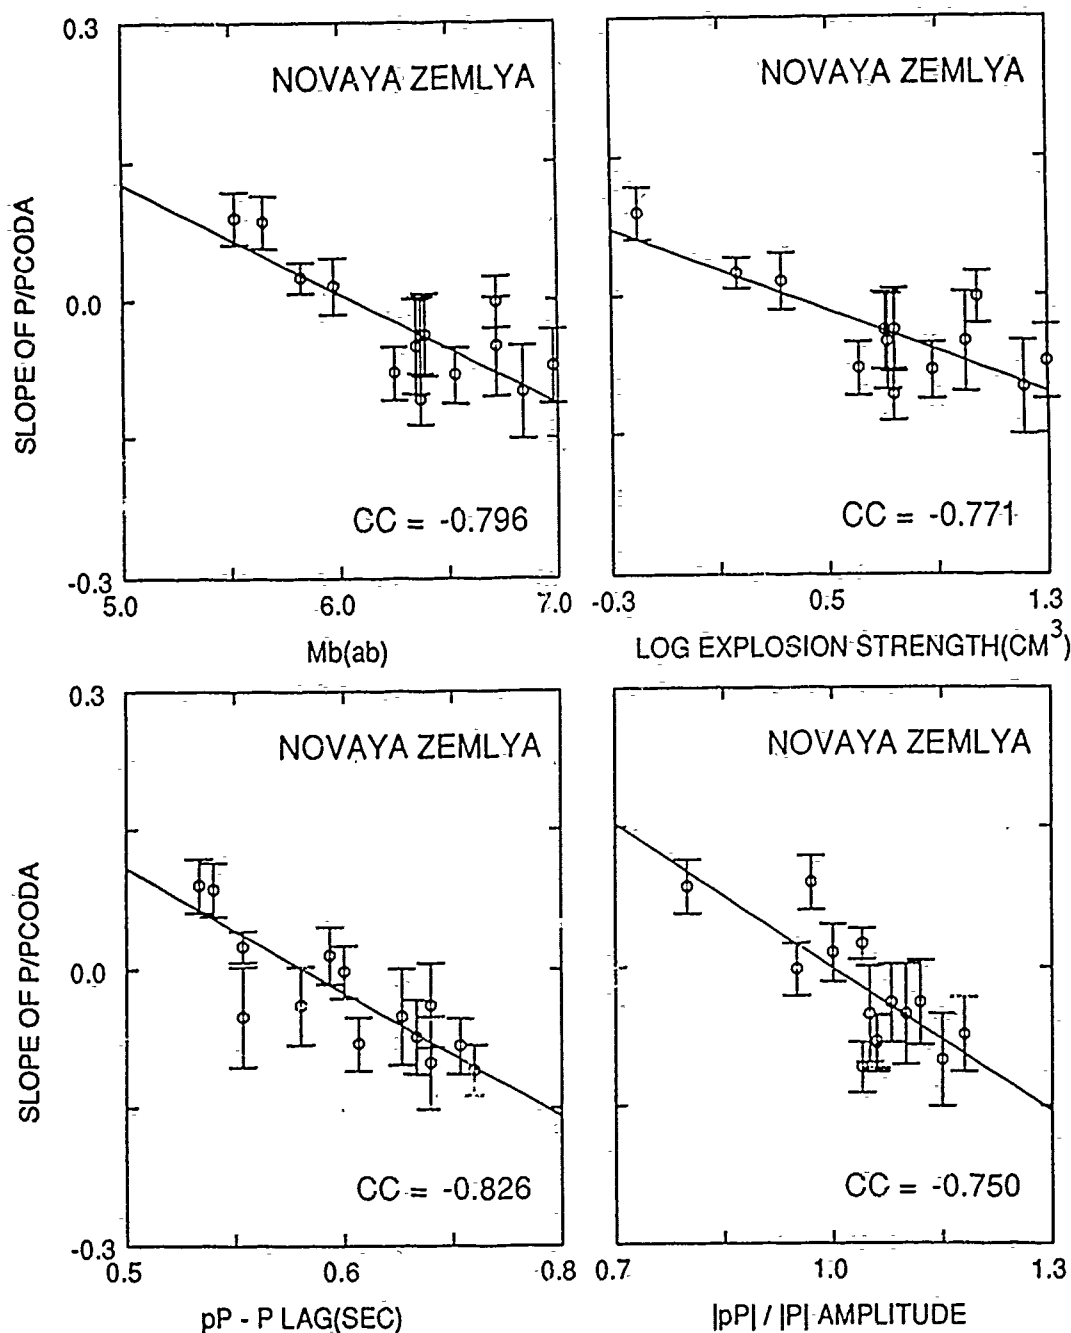 0.3
NOVAYA ZEMLYA
SLOPE OF P/PCODA
0.0
CC = -0.796
-0.3
5.0 6.0 7.0
Mb(ab)
NOVAYA ZEMLYA
CC = -0.771
-0.3 0.5 1.3
LOG EXPLOSION STRENGTH(CM³)
0.3
NOVAYA ZEMLYA
SLOPE OF P/PCODA
0.0
CC = -0.826
-0.3
0.5 0.6 0.8
pP - P LAG(SEC)
NOVAYA ZEMLYA
CC = -0.750
0.7 1.0 1.3
|pP| / |P| AMPLITUDE